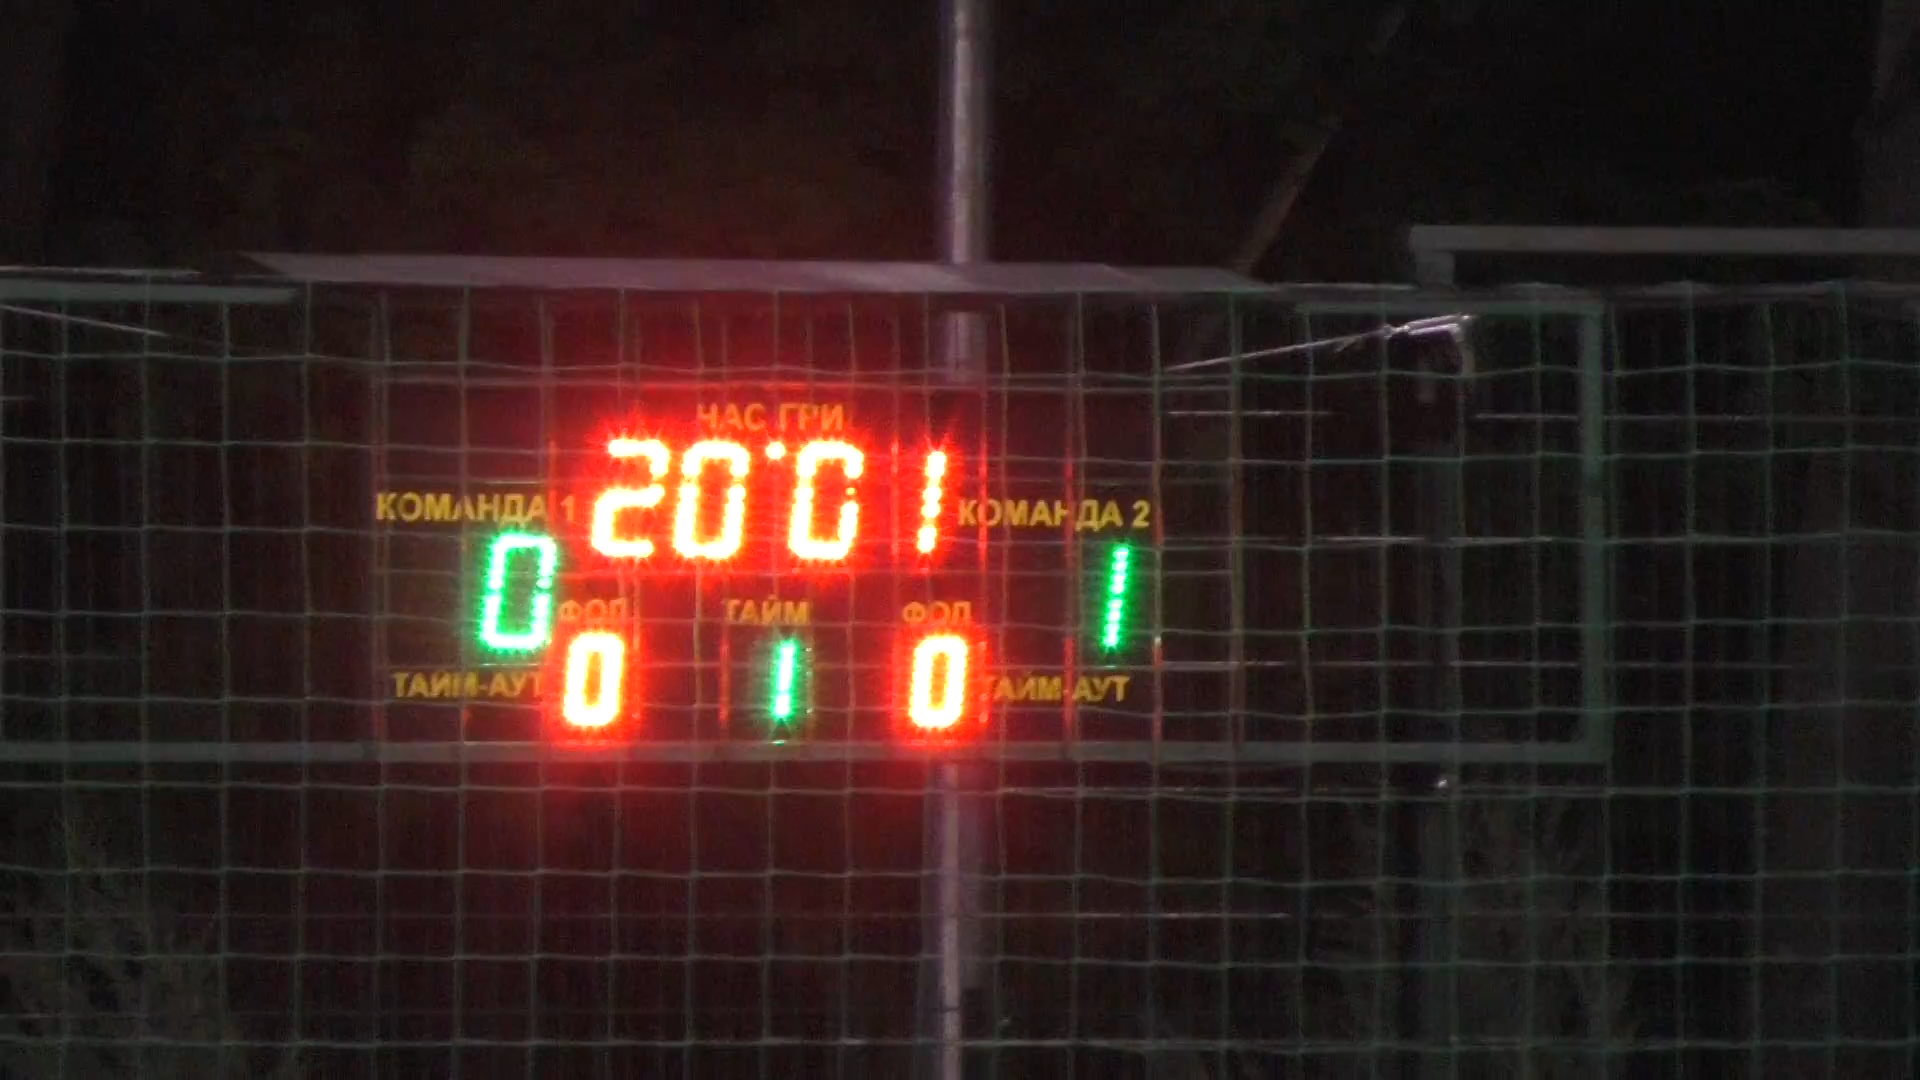 ЧАС ГРИ
20:01
КОМАНДА 1
КОМАНДА 2
0
1
ФОЛ
ТАЙМ
ФОЛ
0
1
0
ТАЙМ-АУТ
ТАЙМ-АУТ